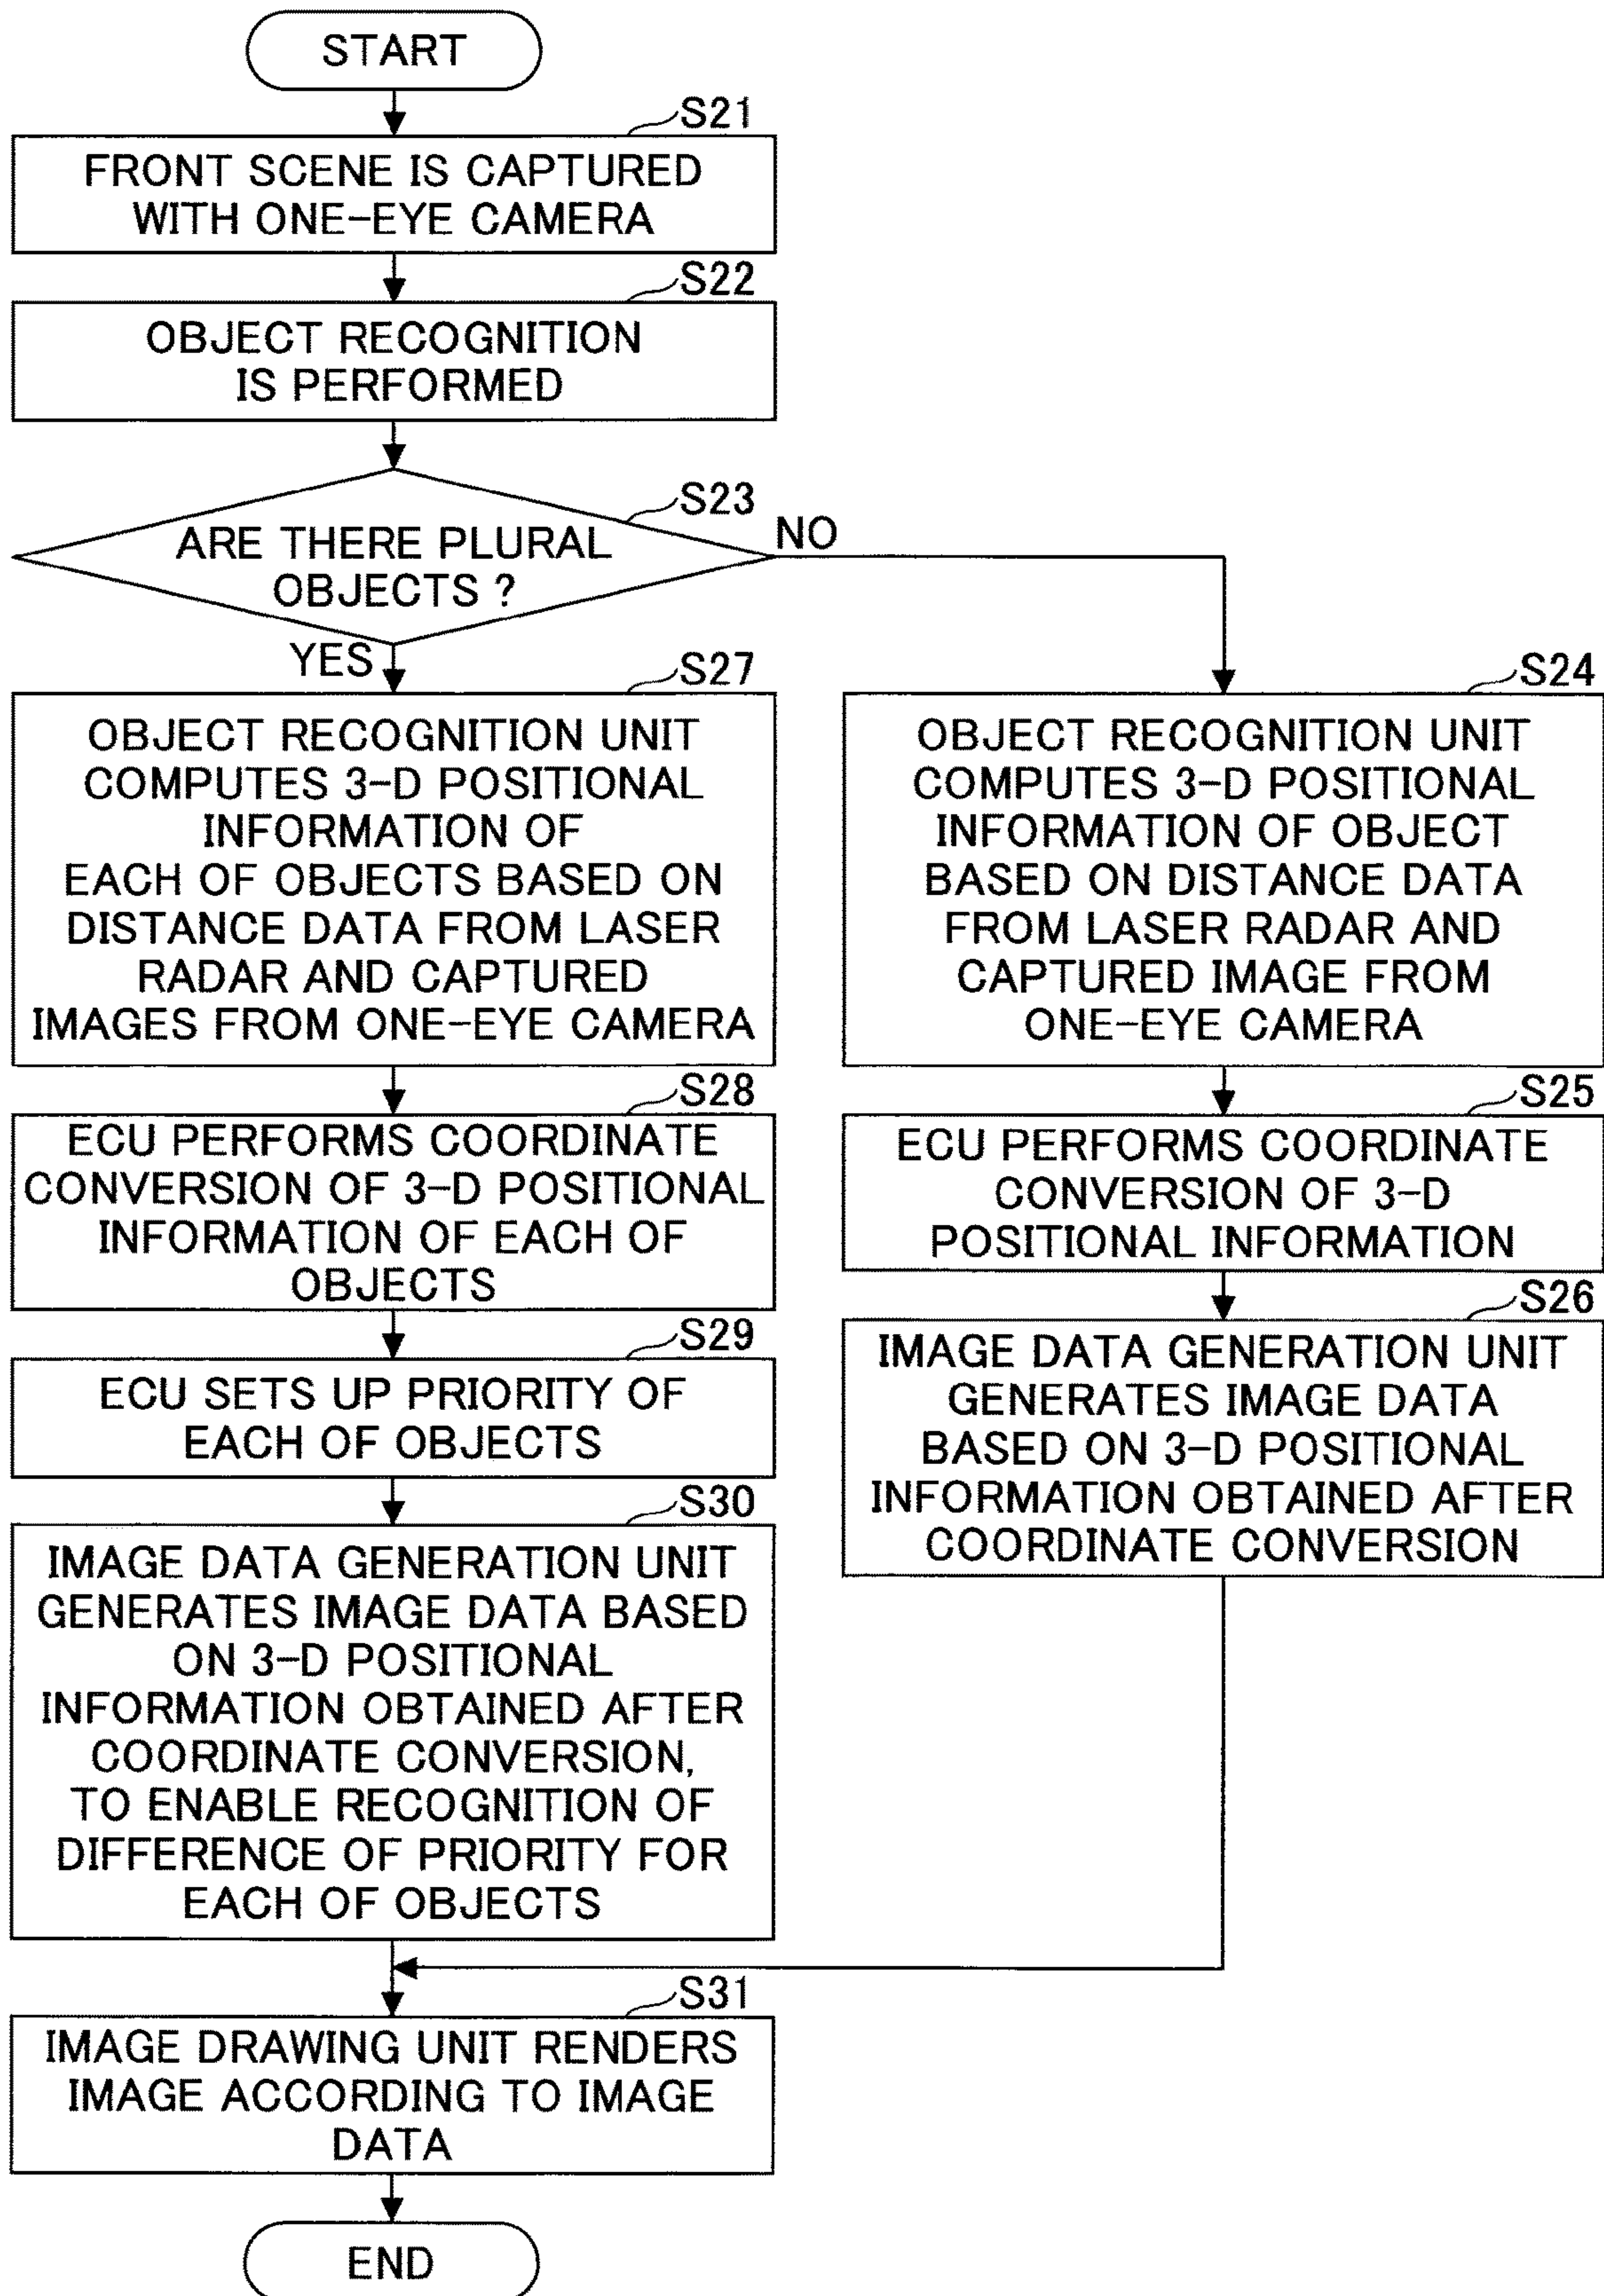 START
S21
FRONT SCENE IS CAPTURED
WITH ONE-EYE CAMERA
S22
OBJECT RECOGNITION
IS PERFORMED
S23
ARE THERE PLURAL
OBJECTS ?
NO
YES
S27
OBJECT RECOGNITION UNIT
COMPUTES 3-D POSITIONAL
INFORMATION OF
EACH OF OBJECTS BASED ON
DISTANCE DATA FROM LASER
RADAR AND CAPTURED
IMAGES FROM ONE-EYE CAMERA
S28
ECU PERFORMS COORDINATE
CONVERSION OF 3-D POSITIONAL
INFORMATION OF EACH OF
OBJECTS
S29
ECU SETS UP PRIORITY OF
EACH OF OBJECTS
S30
IMAGE DATA GENERATION UNIT
GENERATES IMAGE DATA BASED
ON 3-D POSITIONAL
INFORMATION OBTAINED AFTER
COORDINATE CONVERSION,
TO ENABLE RECOGNITION OF
DIFFERENCE OF PRIORITY FOR
EACH OF OBJECTS
S24
OBJECT RECOGNITION UNIT
COMPUTES 3-D POSITIONAL
INFORMATION OF OBJECT
BASED ON DISTANCE DATA
FROM LASER RADAR AND
CAPTURED IMAGE FROM
ONE-EYE CAMERA
S25
ECU PERFORMS COORDINATE
CONVERSION OF 3-D
POSITIONAL INFORMATION
S26
IMAGE DATA GENERATION UNIT
GENERATES IMAGE DATA
BASED ON 3-D POSITIONAL
INFORMATION OBTAINED AFTER
COORDINATE CONVERSION
S31
IMAGE DRAWING UNIT RENDERS
IMAGE ACCORDING TO IMAGE
DATA
END